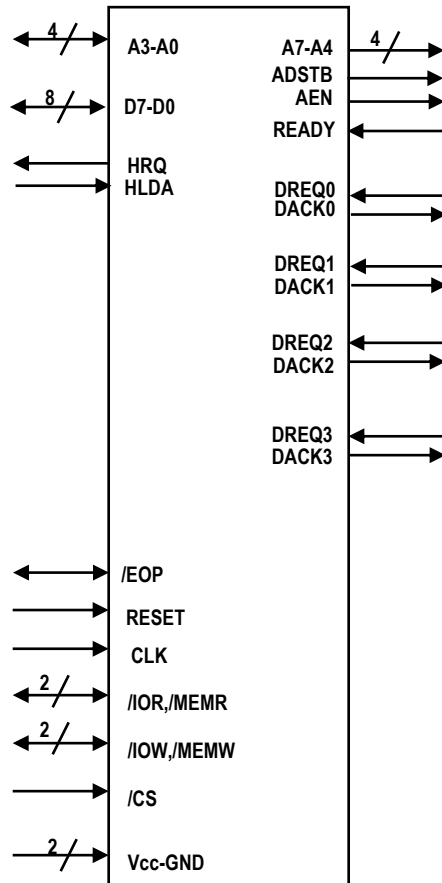 4
A3-A0
A7-A4
4
ADSTB
AEN
8
D7-D0
READY
HRQ
HLDA
DREQ0
DACK0
DREQ1
DACK1
DREQ2
DACK2
DREQ3
DACK3
/EOP
RESET
CLK
2
/IOR,/MEMR
2
/IOW,/MEMW
/CS
2
Vcc-GND